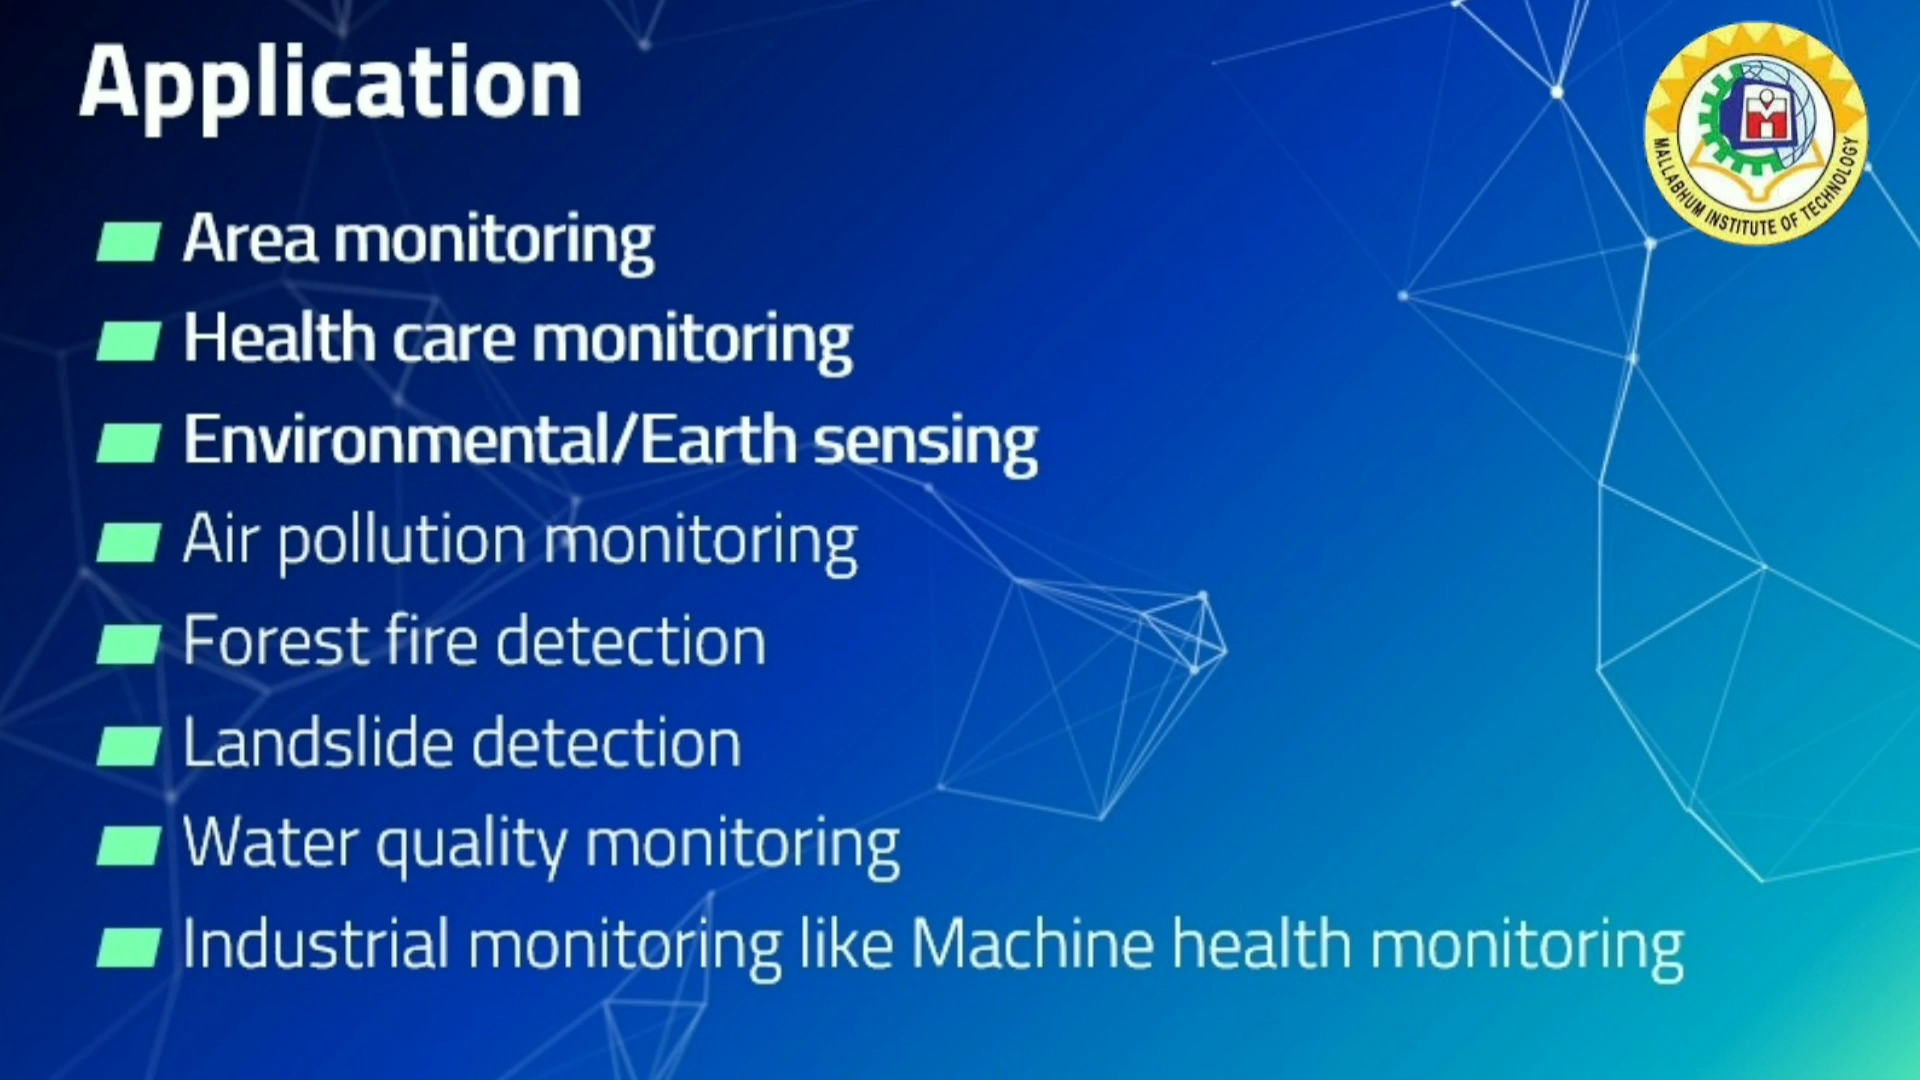 Application
Area monitoring
Health care monitoring
Environmental/Earth sensing
Air pollution monitoring
Forest fire detection
Landslide detection
Water quality monitoring
Industrial monitoring like Machine health monitoring
MALLABHUM INSTITUTE OF TECHNOLOGY